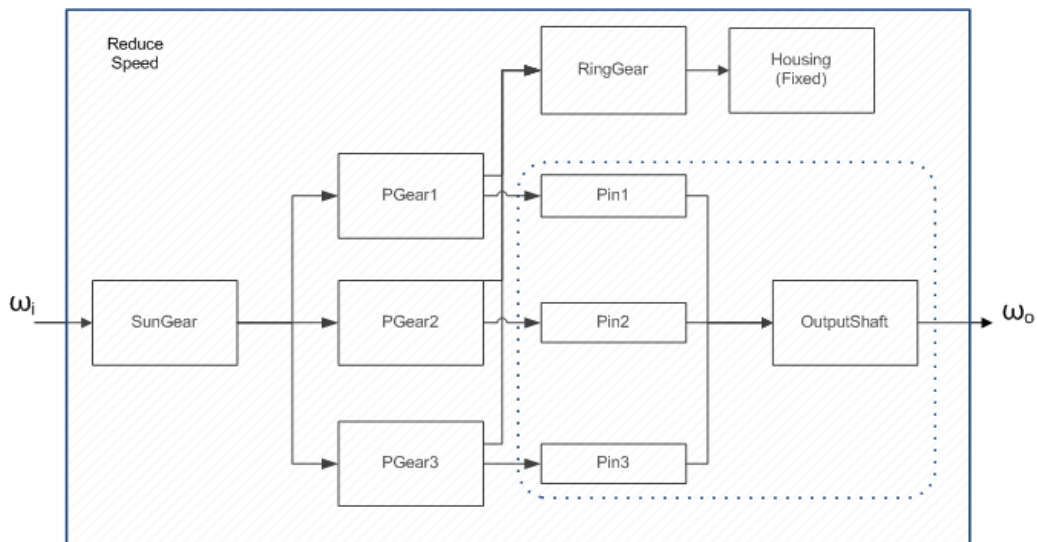 Reduce
Speed
RingGear
Housing
(Fixed)
PGear1
Pin1
ωi
SunGear
PGear2
Pin2
OutputShaft
ωo
PGear3
Pin3